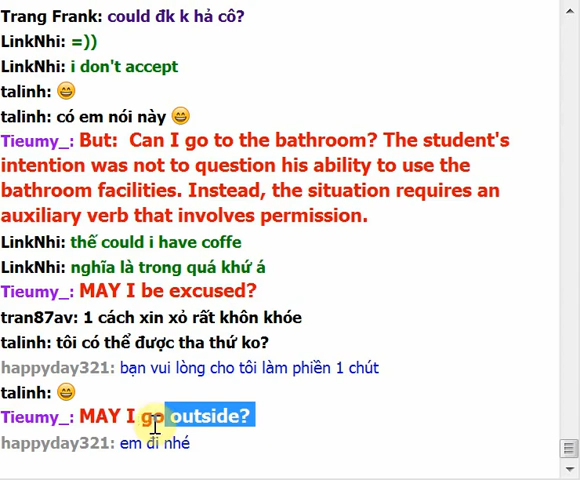 Trang Frank: could đk k hả cô?
LinkNhi: =))
LinkNhi: i don't accept
talinh:
talinh: có em nói này
Tieumy_: But:  Can I go to the bathroom? The student's
intention was not to question his ability to use the
bathroom facilities. Instead, the situation requires an
auxiliary verb that involves permission.
LinkNhi: thế could i have coffe
LinkNhi: nghĩa là trong quá khứ á
Tieumy_: MAY I be excused?
tran87av: 1 cách xin xỏ rất khôn khóe
talinh: tôi có thể được tha thứ ko?
happyday321: bạn vui lòng cho tôi làm phiền 1 chút
talinh:
Tieumy_: MAY I go outside?
happyday321: em đi nhé